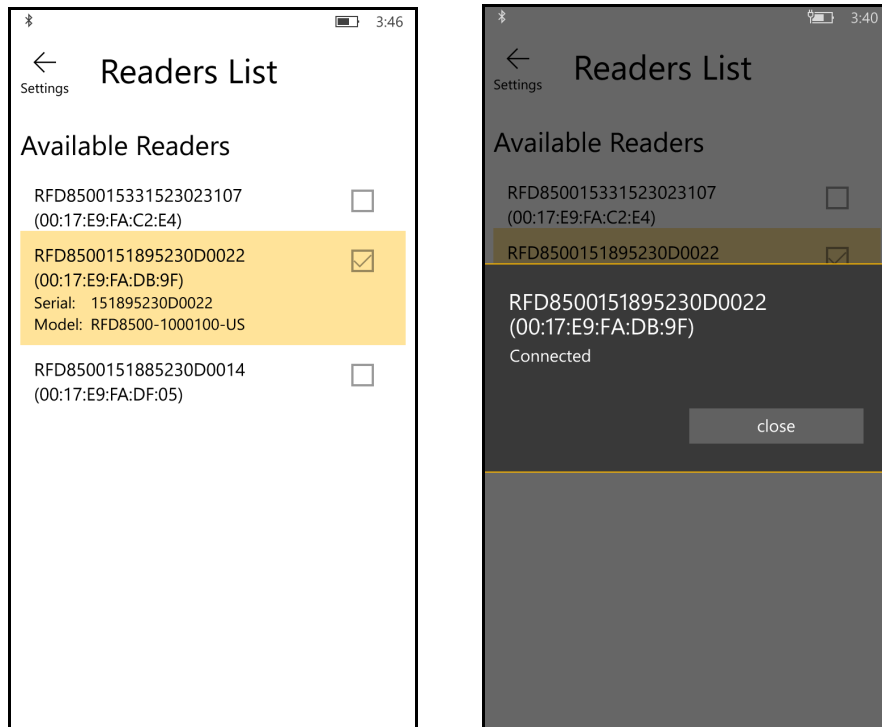 3:46
Settings
Readers List
Available Readers
RFD850015331523023107
(00:17:E9:FA:C2:E4)
RFD8500151895230D0022
(00:17:E9:FA:DB:9F)
Serial: 151895230D0022
Model: RFD8500-1000100-US
RFD8500151885230D0014
(00:17:E9:FA:DF:05)
3:40
Settings
Readers List
Available Readers
RFD850015331523023107
(00:17:E9:FA:C2:E4)
RFD8500151895230D0022
RFD8500151895230D0022
(00:17:E9:FA:DB:9F)
Connected
close